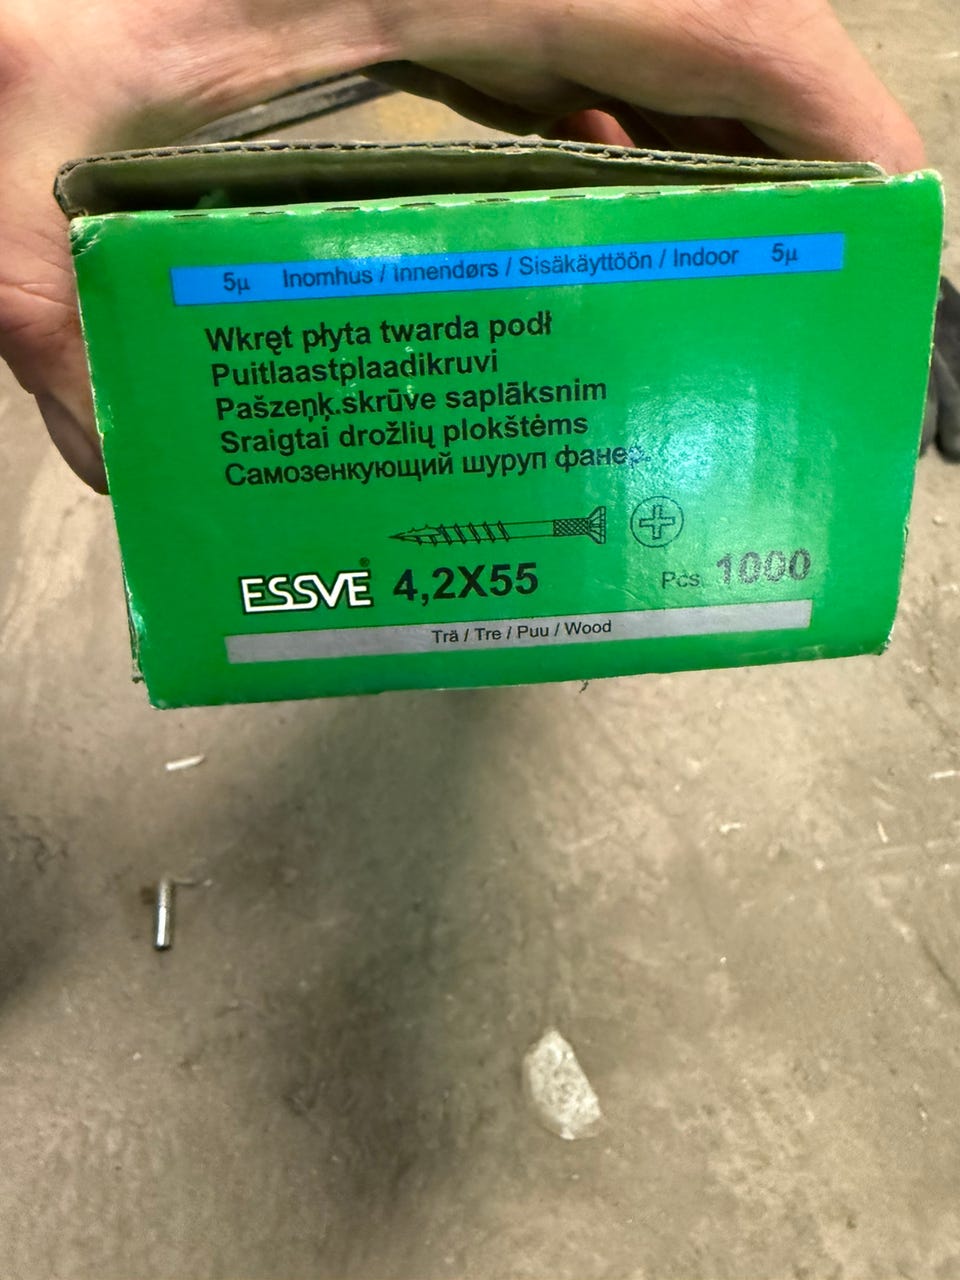 5µ Inomhus / Innendørs / Sisäkäyttöön / Indoor 5µ
Wkręt płyta twarda podł
Puitlaastplaadikruvi
Pašzeņķ.skrūve saplāksnim
Sraigtai drožlių plokštėms
Самозенкующий шуруп фанер.
ESSVE® 4,2X55 Pcs. 1000
Trä / Tre / Puu / Wood